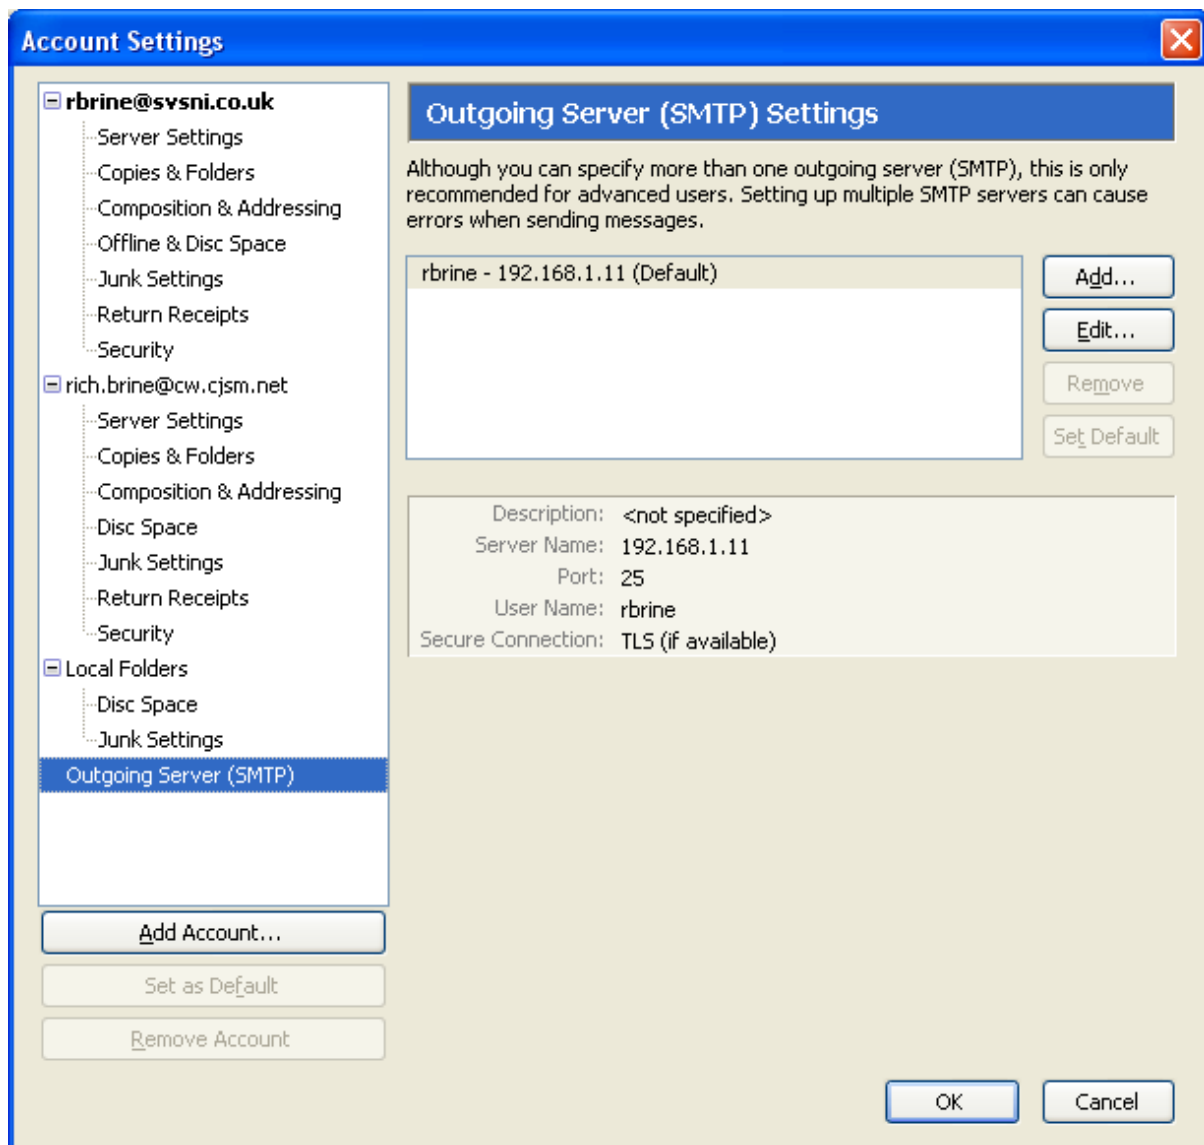 Account Settings
rbrine@svsni.co.uk
Server Settings
Copies & Folders
Composition & Addressing
Offline & Disc Space
Junk Settings
Return Receipts
Security
rich.brine@cw.cjsm.net
Server Settings
Copies & Folders
Composition & Addressing
Disc Space
Junk Settings
Return Receipts
Security
Local Folders
Disc Space
Junk Settings
Outgoing Server (SMTP)
Add Account...
Set as Default
Remove Account
Outgoing Server (SMTP) Settings
Although you can specify more than one outgoing server (SMTP), this is only
recommended for advanced users. Setting up multiple SMTP servers can cause
errors when sending messages.
rbrine - 192.168.1.11 (Default)
Add...
Edit...
Remove
Set Default
Description: <not specified>
Server Name: 192.168.1.11
Port: 25
User Name: rbrine
Secure Connection: TLS (if available)
OK
Cancel